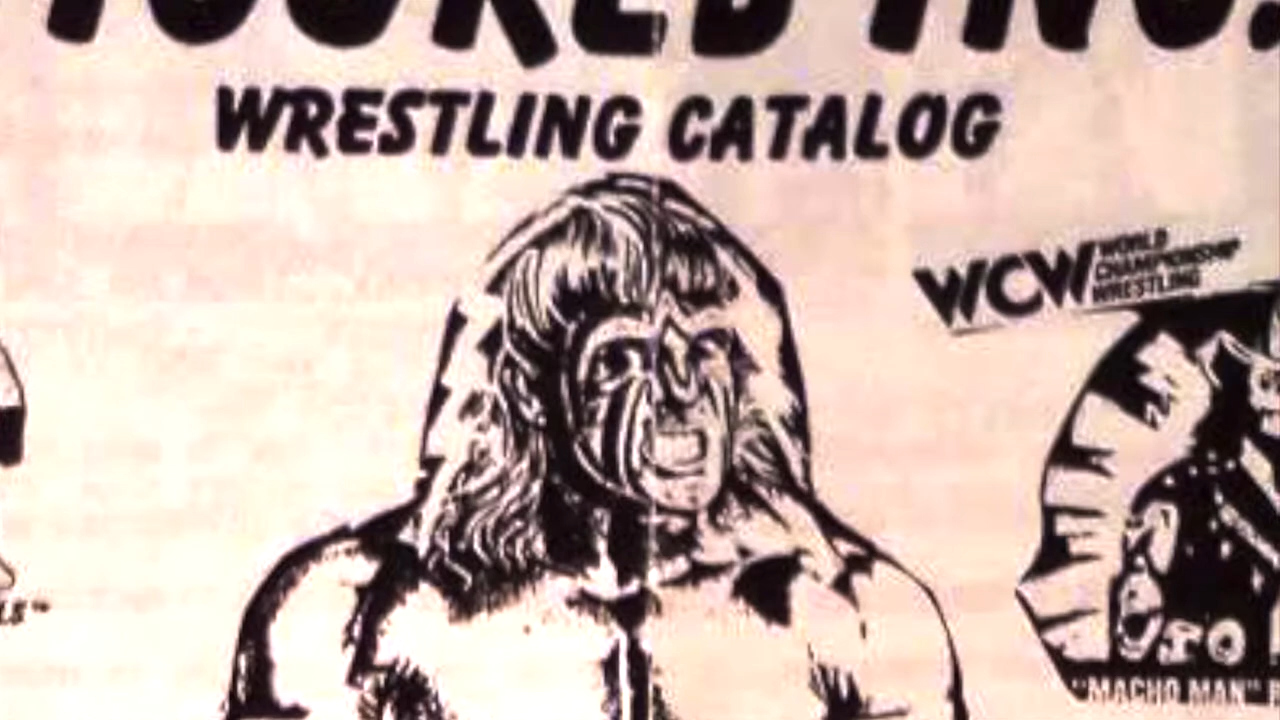 WRESTLING CATALOG
WCW WORLD
CHAMPIONSHIP
WRESTLING
"MACHO MAN"